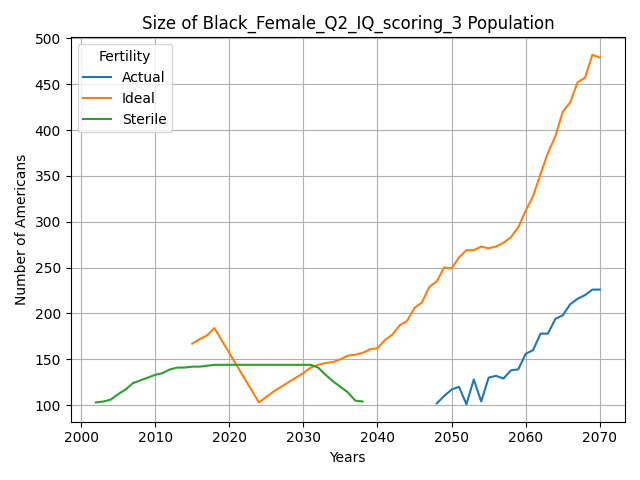 Size of Black_Female_Q2_IQ_scoring_3 Population
Number of Americans
500
450
400
350
300
250
200
150
100
Fertility
Actual
Ideal
Sterile
2000 2010 2020 2030 2040 2050 2060 2070
Years